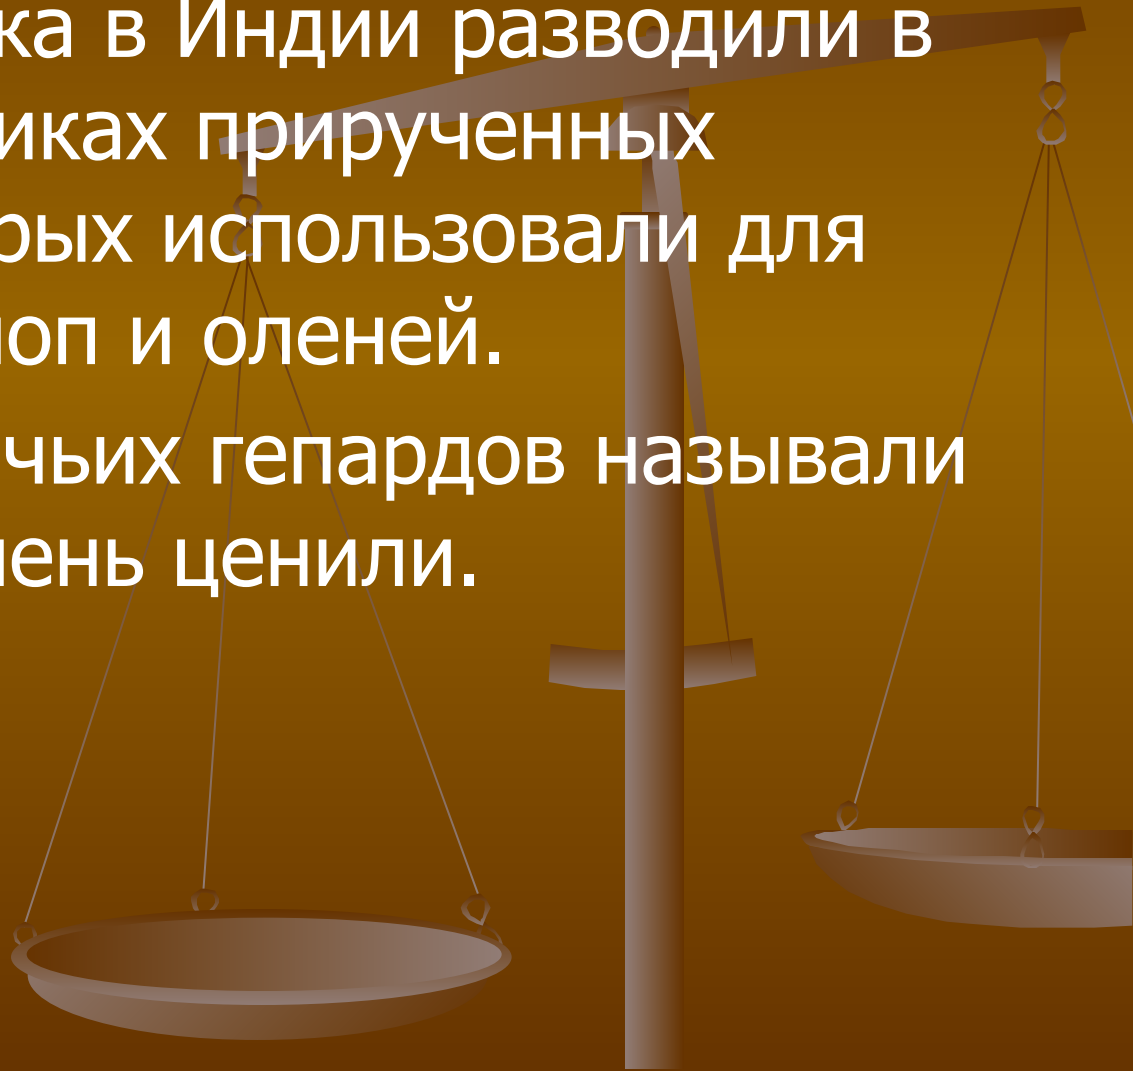 ка в Индии разводили в
иках прирученных
рых использовали для
оп и оленей.
чьих гепардов называли
ень ценили.